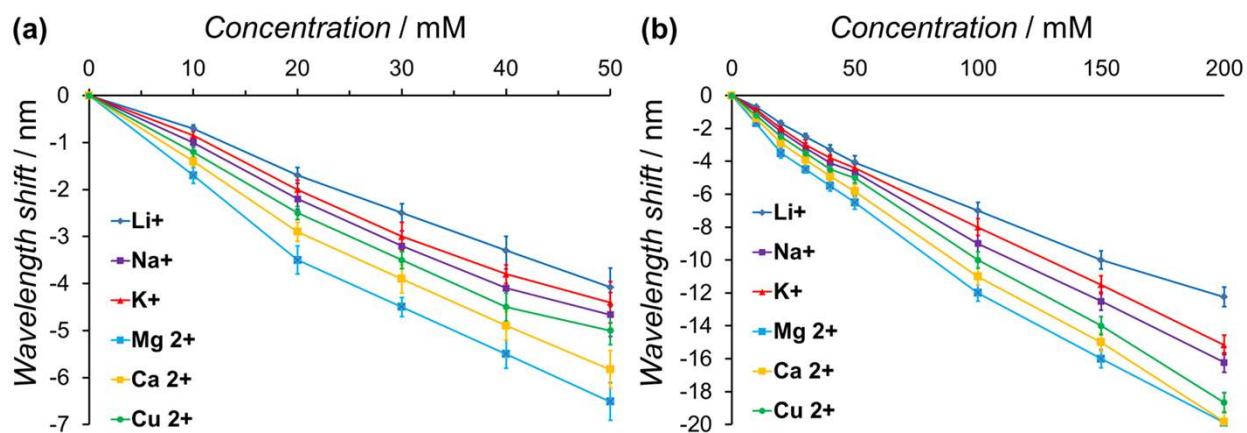 (a)
Concentration / mM
0 10 20 30 40 50
Wavelength shift / nm
0
-1
-2
-3
-4
-5
-6
-7
Li+
Na+
K+
Mg 2+
Ca 2+
Cu 2+
(b)
Concentration / mM
0 50 100 150 200
Wavelength shift / nm
0
-2
-4
-6
-8
-10
-12
-14
-16
-18
-20
Li+
Na+
K+
Mg 2+
Ca 2+
Cu 2+